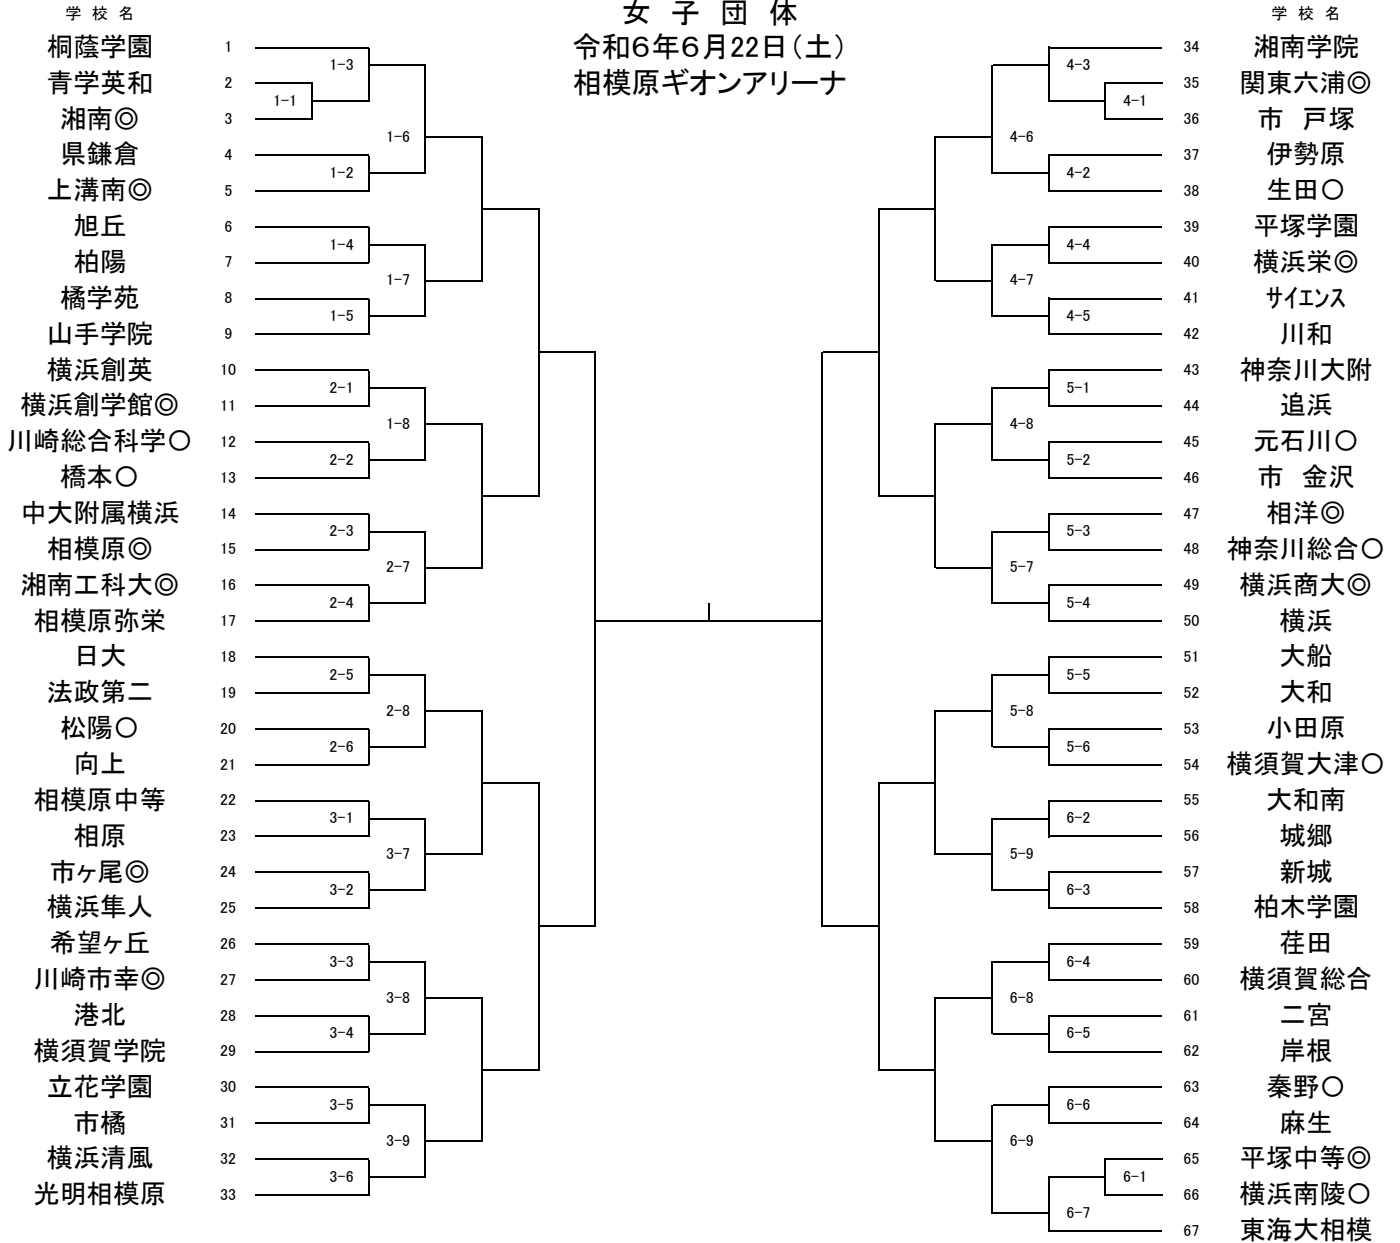 女子団体
令和6年6月22日(土)
相模原ギオンアリーナ
学校名
桐蔭学園 1
青学英和 2
湘南◎ 3
県鎌倉 4
上溝南◎ 5
旭丘 6
柏陽 7
橘学苑 8
山手学院 9
横浜創英 10
横浜創学館◎ 11
川崎総合科学○ 12
橋本○ 13
中大附属横浜 14
相模原◎ 15
湘南工科大◎ 16
相模原弥栄 17
日大 18
法政第二 19
松陽○ 20
向上 21
相模原中等 22
相原 23
市ヶ尾◎ 24
横浜隼人 25
希望ヶ丘 26
川崎市幸◎ 27
港北 28
横須賀学院 29
立花学園 30
市橘 31
横浜清風 32
光明相模原 33
1-3
1-1
1-6
1-2
1-4
1-7
1-5
2-1
1-8
2-2
2-3
2-7
2-4
2-5
2-8
2-6
3-1
3-7
3-2
3-3
3-8
3-4
3-5
3-9
3-6
学校名
34 湘南学院
35 関東六浦◎
36 市 戸塚
37 伊勢原
38 生田○
39 平塚学園
40 横浜栄◎
41 サイエンス
42 川和
43 神奈川大附
44 追浜
45 元石川○
46 市 金沢
47 相洋◎
48 神奈川総合○
49 横浜商大◎
50 横浜
51 大船
52 大和
53 小田原
54 横須賀大津○
55 大和南
56 城郷
57 新城
58 柏木学園
59 荏田
60 横須賀総合
61 二宮
62 岸根
63 秦野○
64 麻生
65 平塚中等◎
66 横浜南陵○
67 東海大相模
4-3
4-1
4-6
4-2
4-4
4-7
4-5
5-1
4-8
5-2
5-3
5-7
5-4
5-5
5-8
5-6
6-2
5-9
6-3
6-4
6-8
6-5
6-6
6-9
6-1
6-7